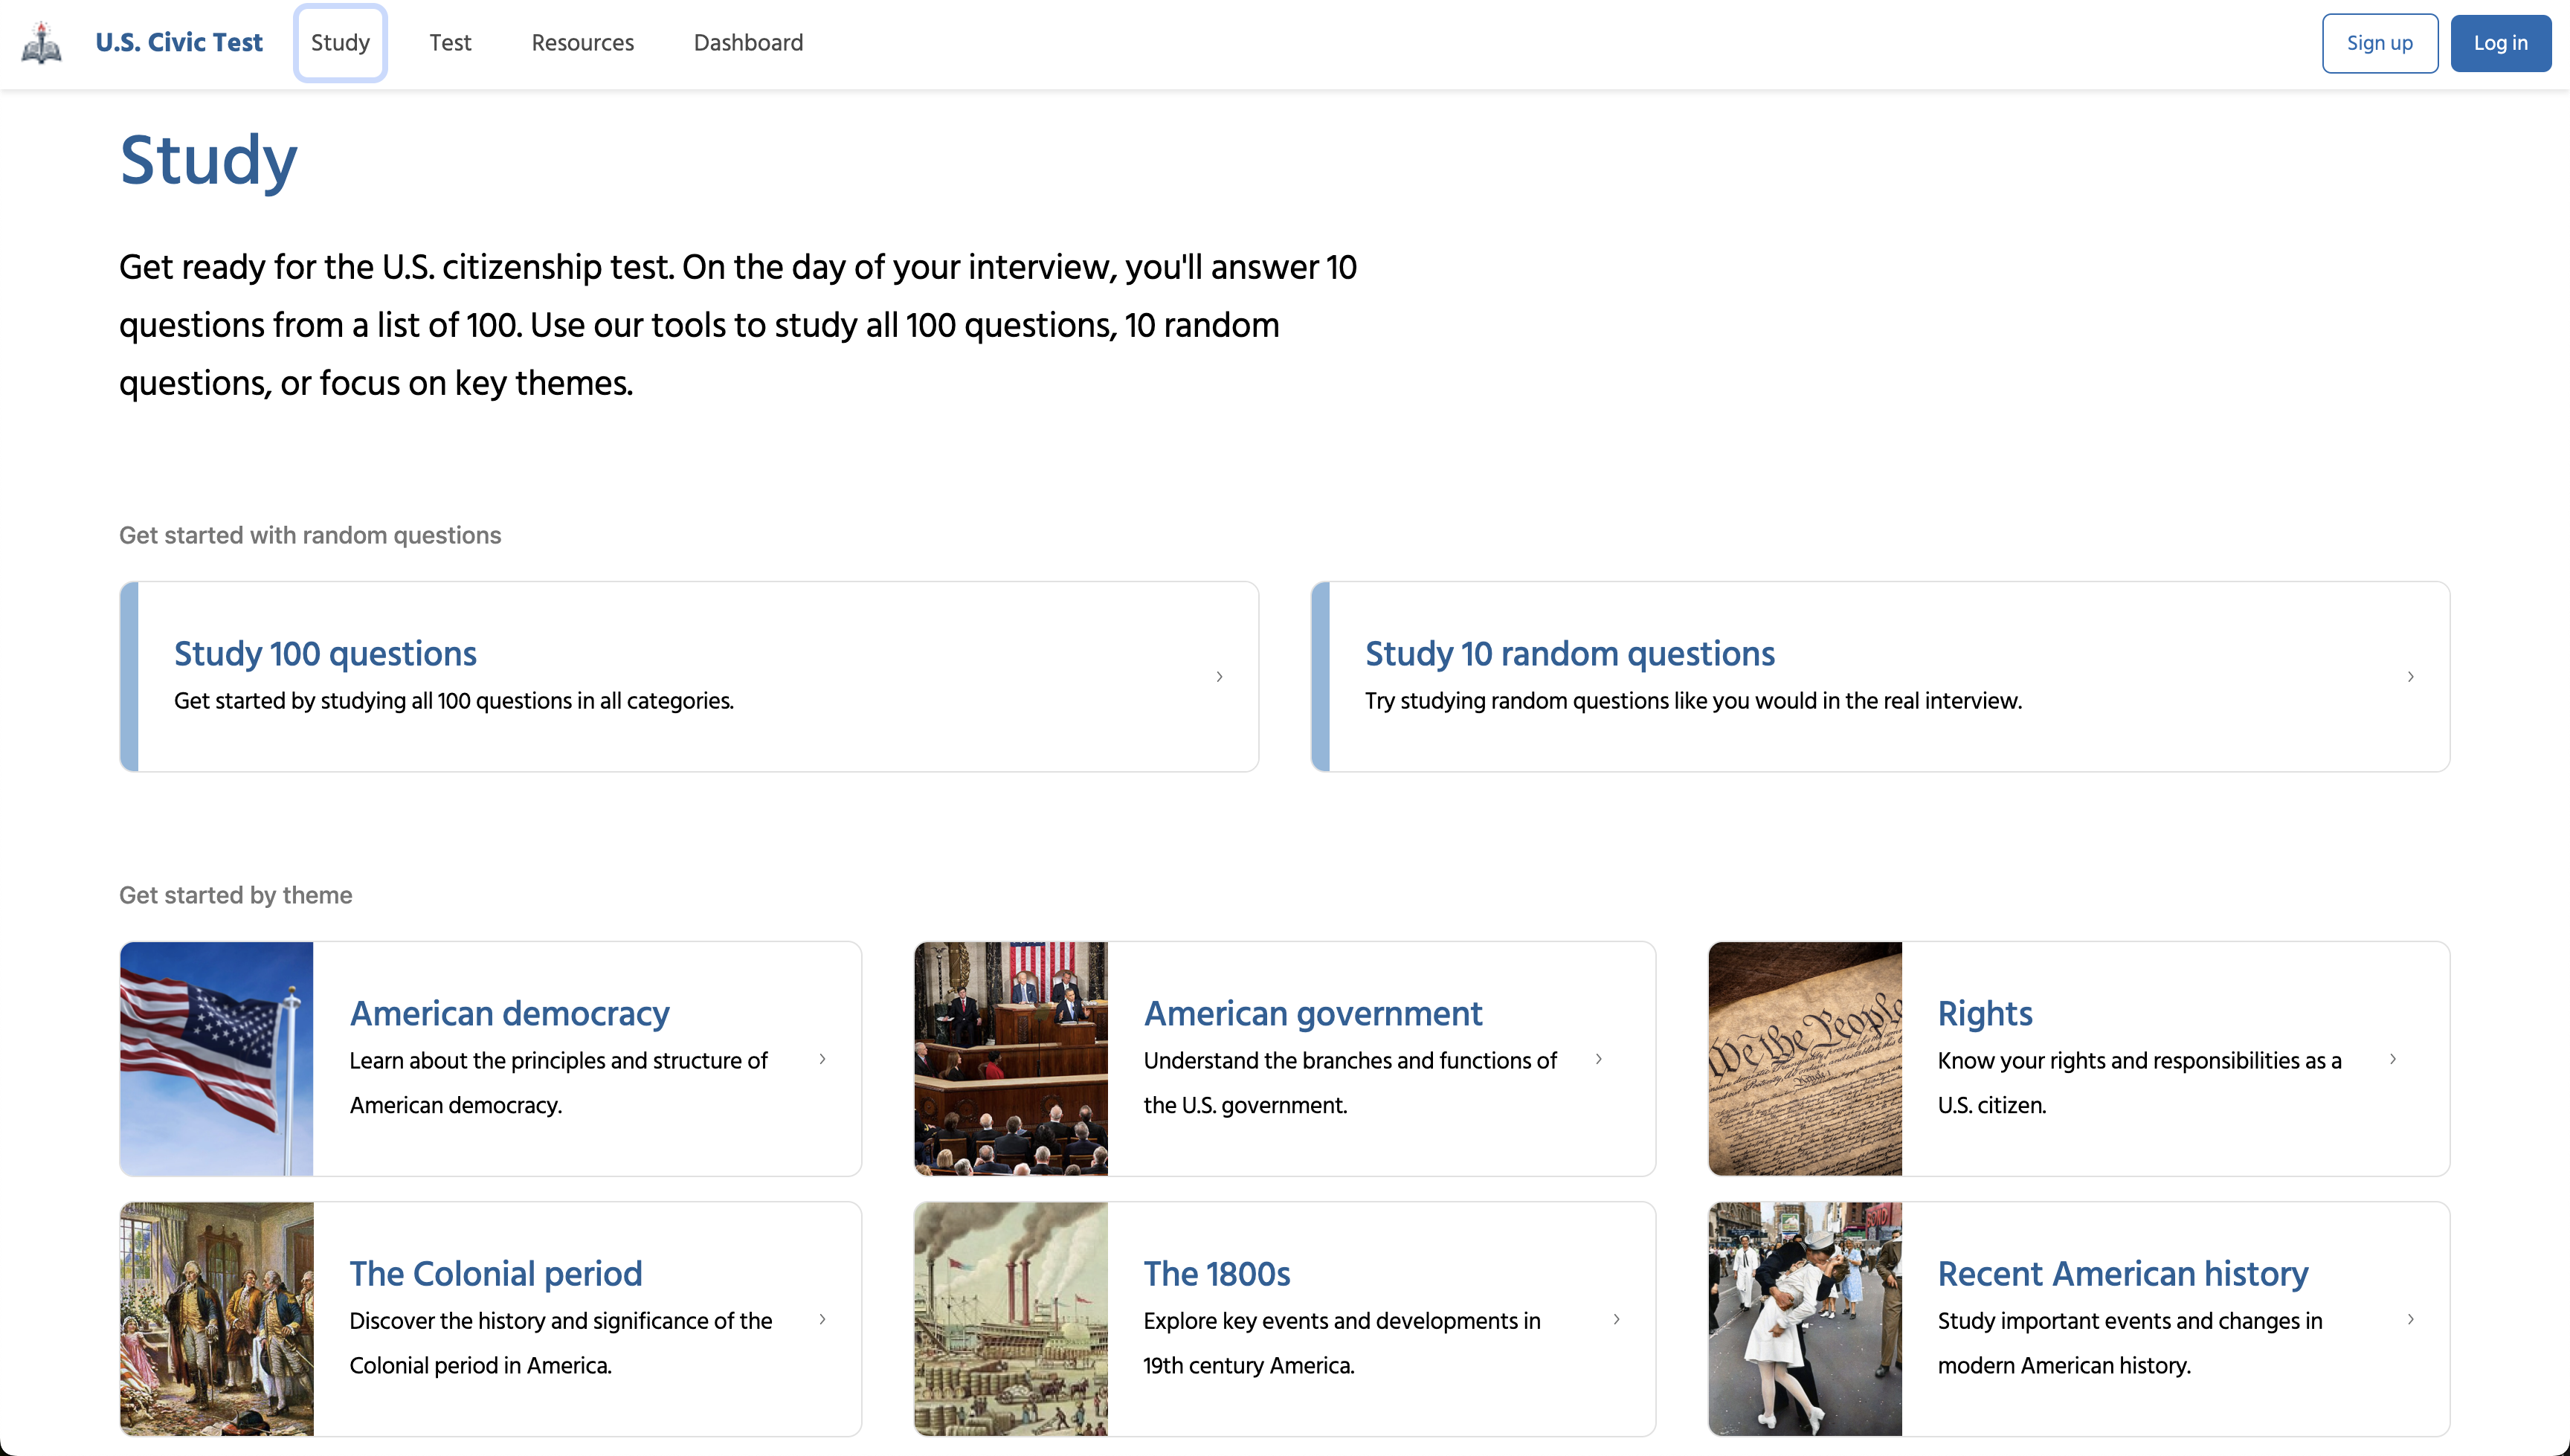 U.S. Civic Test
Study
Test
Resources
Dashboard
Sign up
Log in
Study
Get ready for the U.S. citizenship test. On the day of your interview, you'll answer 10
questions from a list of 100. Use our tools to study all 100 questions, 10 random
questions, or focus on key themes.
Get started with random questions
Study 100 questions
Get started by studying all 100 questions in all categories.
Study 10 random questions
Try studying random questions like you would in the real interview.
Get started by theme
American democracy
Learn about the principles and structure of
American democracy.
American government
Understand the branches and functions of
the U.S. government.
We the People
Rights
Know your rights and responsibilities as a
U.S. citizen.
The Colonial period
Discover the history and significance of the
Colonial period in America.
The 1800s
Explore key events and developments in
19th century America.
BOND
Recent American history
Study important events and changes in
modern American history.